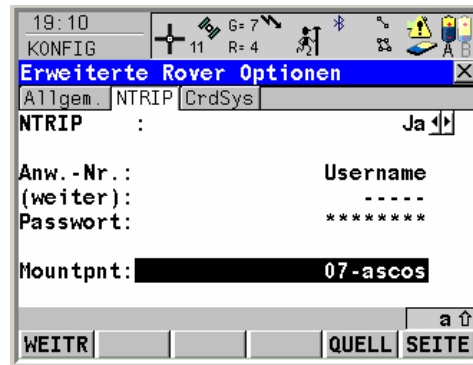 19:10
KONFIG
11
G= 7
R= 4
A B
Erweiterte Rover Optionen
Allgem. NTRIP CrdSys
NTRIP : Ja
Anw.-Nr.: Username
(weiter): -----
Passwort: ********
Mountpnt: 07-ascos
a
WEITR QUELL SEITE